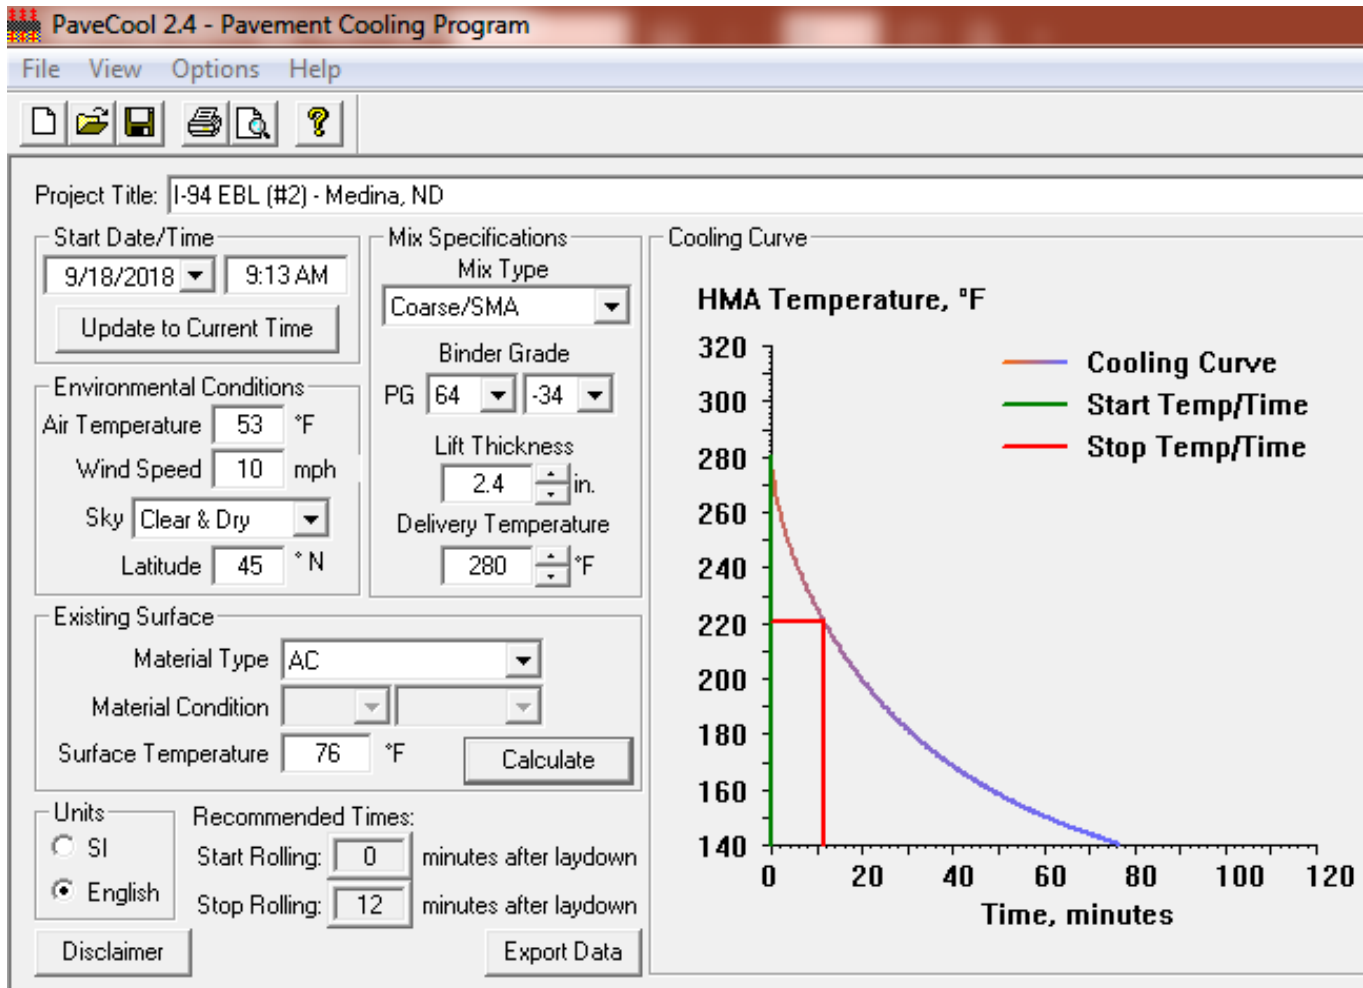 PaveCool 2.4 - Pavement Cooling Program
File View Options Help
Project Title: I-94 EBL (#2) - Medina, ND
Start Date/Time
9/18/2018 9:13 AM
Update to Current Time
Environmental Conditions
Air Temperature 53 °F
Wind Speed 10 mph
Sky Clear & Dry
Latitude 45 ° N
Mix Specifications
Mix Type
Coarse/SMA
Binder Grade
PG 64 -34
Lift Thickness
2.4 in.
Delivery Temperature
280 °F
Existing Surface
Material Type AC
Material Condition
Surface Temperature 76 °F
Calculate
Units
SI
English
Recommended Times:
Start Rolling: 0 minutes after laydown
Stop Rolling: 12 minutes after laydown
Disclaimer
Export Data
Cooling Curve
HMA Temperature, °F
Cooling Curve
Start Temp/Time
Stop Temp/Time
320
300
280
260
240
220
200
180
160
140
0 20 40 60 80 100 120
Time, minutes